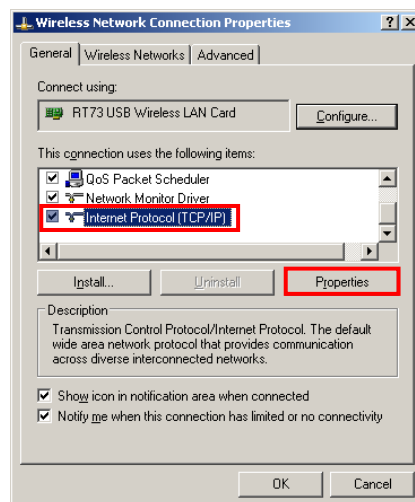 Wireless Network Connection Properties
General Wireless Networks Advanced
Connect using:
RT73 USB Wireless LAN Card Configure...
This connection uses the following items:
QoS Packet Scheduler
Network Monitor Driver
Internet Protocol (TCP/IP)
Install... Uninstall Properties
Description
Transmission Control Protocol/Internet Protocol. The default
wide area network protocol that provides communication
across diverse interconnected networks.
Show icon in notification area when connected
Notify me when this connection has limited or no connectivity
OK Cancel